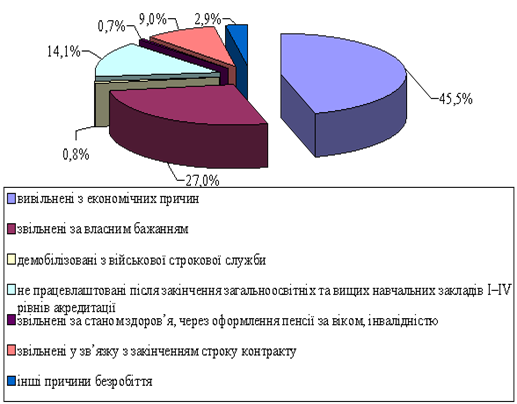 0,7%
9,0%
2,9%
14,1%
45,5%
0,8%
27,0%
вивільнені з економічних причин
звільнені за власним бажанням
демобілізовані з військової строкової служби
не працевлаштовані після закінчення загальноосвітніх та вищих навчальних закладів I–IV
рівнів акредитації
звільнені за станом здоров’я, через оформлення пенсії за віком, інвалідністю
звільнені у зв’язку з закінченням строку контракту
інші причини безробіття